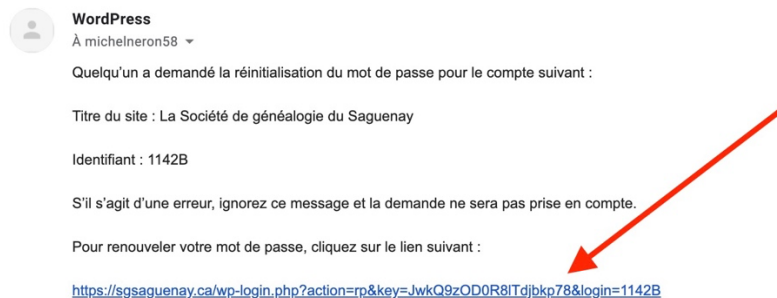 WordPress
À michelneron58
Quelqu'un a demandé la réinitialisation du mot de passe pour le compte suivant :
Titre du site : La Société de généalogie du Saguenay
Identifiant : 1142B
S'il s'agit d'une erreur, ignorez ce message et la demande ne sera pas prise en compte.
Pour renouveler votre mot de passe, cliquez sur le lien suivant :
https://sgsaguenay.ca/wp-login.php?action=rp&key=JwkQ9zOD0R8lTdjbkp78&login=1142B